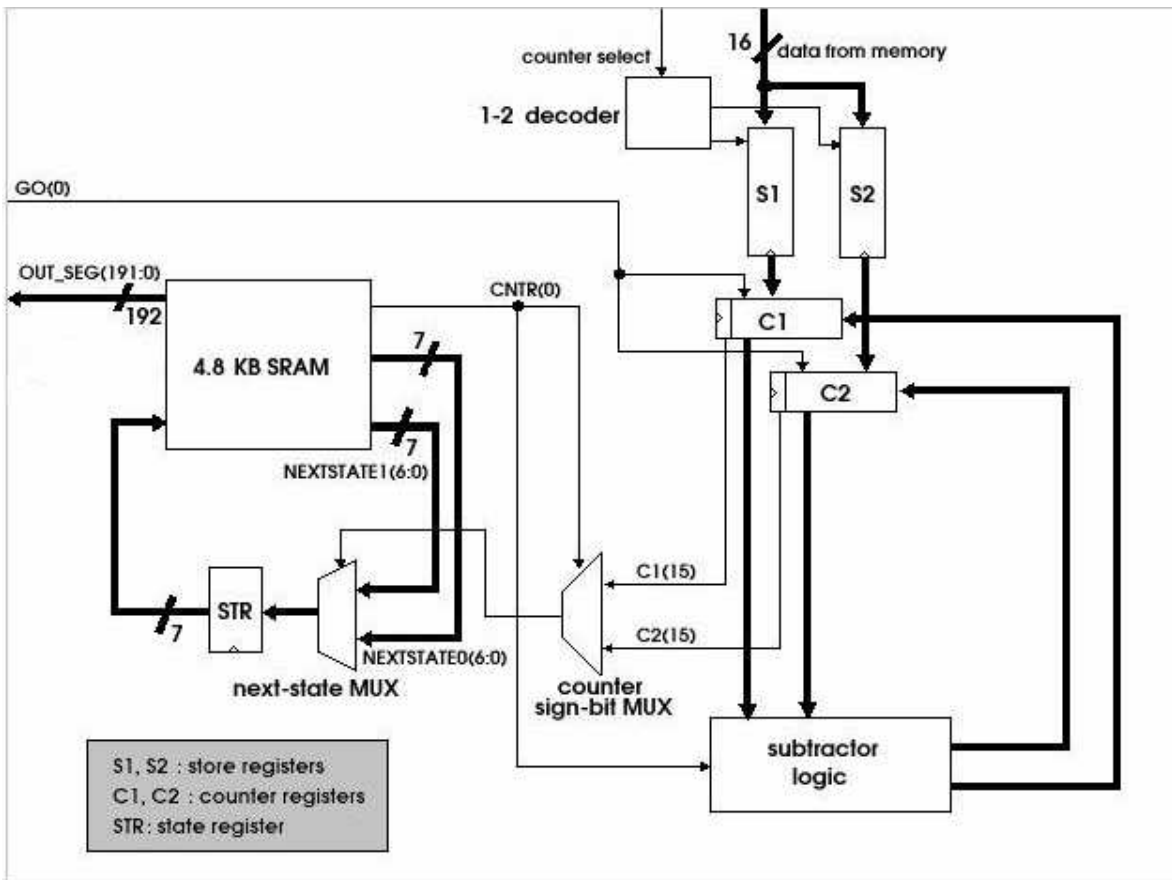 16
data from memory
counter select
1-2 decoder
S1
S2
GO(0)
OUT_SEG(191:0)
192
CNTR(0)
C1
7
4.8 KB SRAM
C2
7
NEXTSTATE1(6:0)
C1(15)
STR
7
C2(15)
NEXTSTATE0(6:0)
next-state MUX
counter
sign-bit MUX
subtractor
logic
S1, S2 : store registers
C1, C2 : counter registers
STR : state register